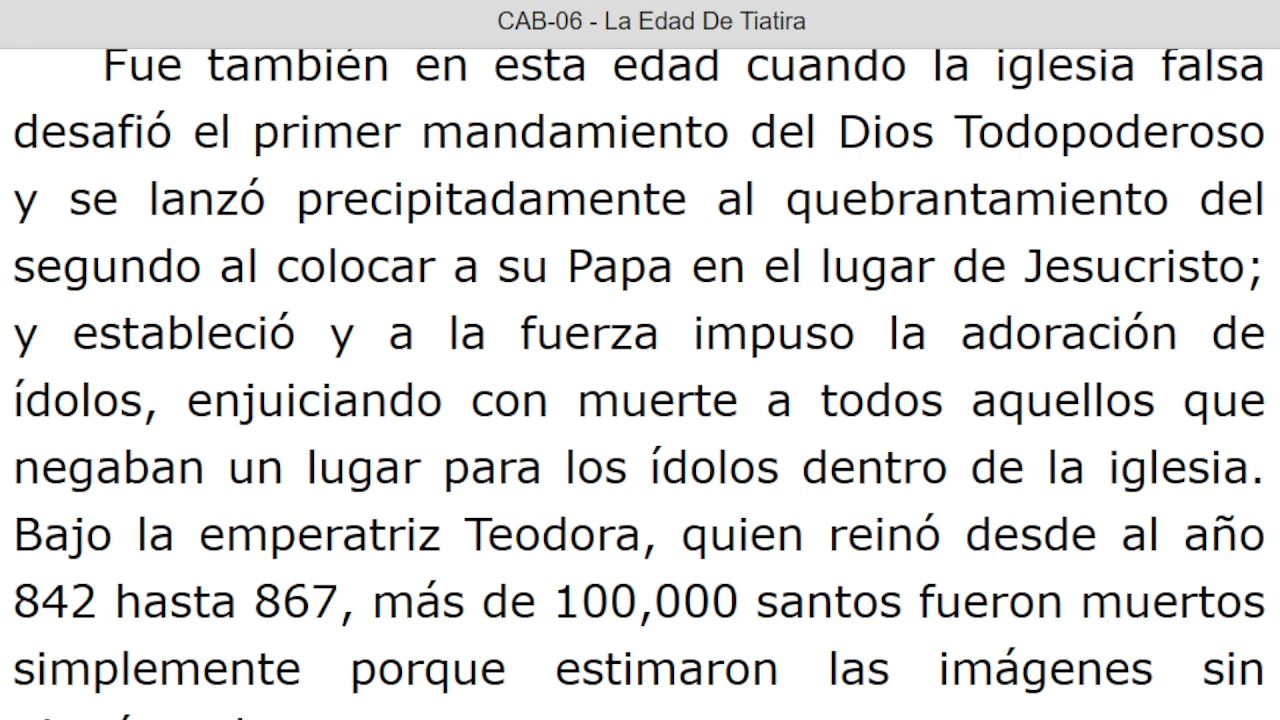 CAB-06 - La Edad De Tiatira
Fue también en esta edad cuando la iglesia falsa
desafió el primer mandamiento del Dios Todopoderoso
y se lanzó precipitadamente al quebrantamiento del
segundo al colocar a su Papa en el lugar de Jesucristo;
y estableció y a la fuerza impuso la adoración de
ídolos, enjuiciando con muerte a todos aquellos que
negaban un lugar para los ídolos dentro de la iglesia.
Bajo la emperatriz Teodora, quien reinó desde al año
842 hasta 867, más de 100,000 santos fueron muertos
simplemente porque estimaron las imágenes sin